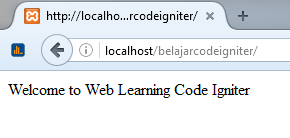 http://localho...rcodeigniter/
localhost/belajarcodeigniter/
Welcome to Web Learning Code Igniter